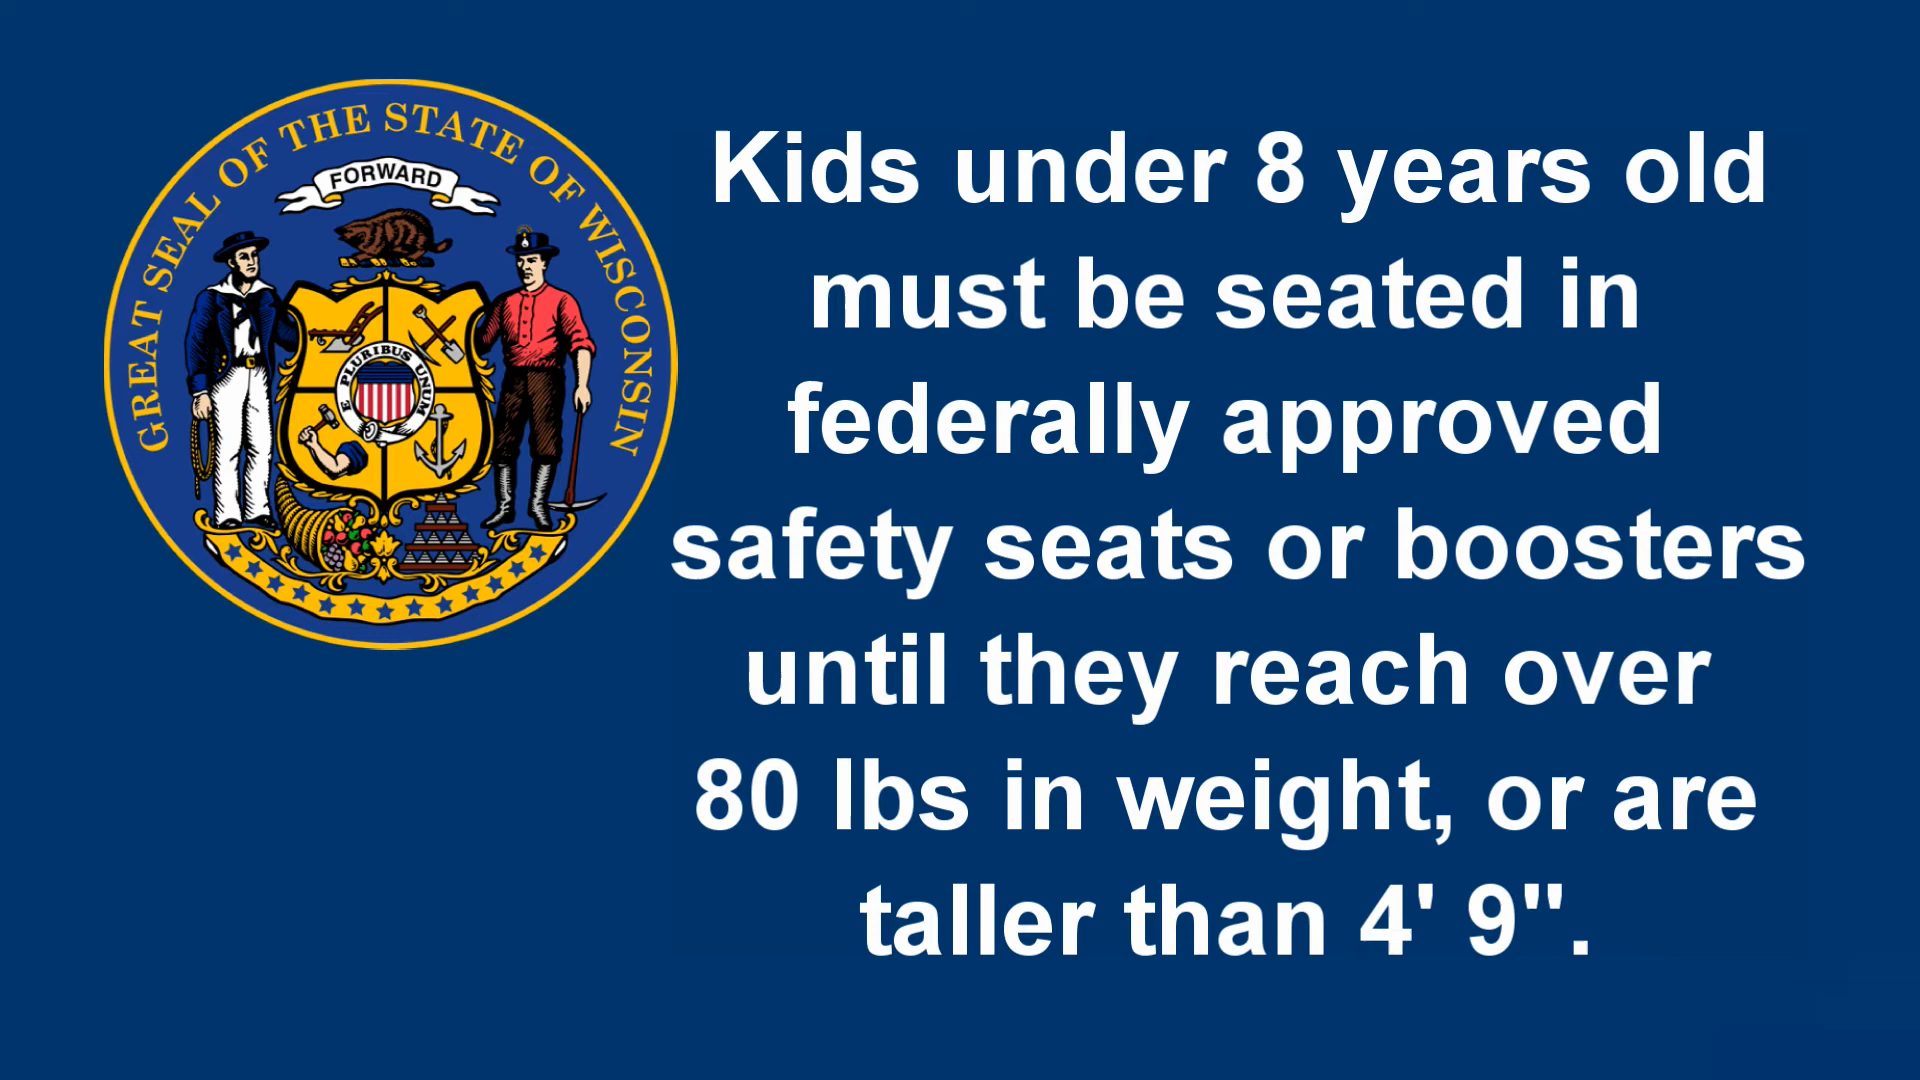 GREAT SEAL OF THE STATE OF WISCONSIN
FORWARD
E PLURIBUS UNUM
Kids under 8 years old
must be seated in
federally approved
safety seats or boosters
until they reach over
80 lbs in weight, or are
taller than 4' 9".